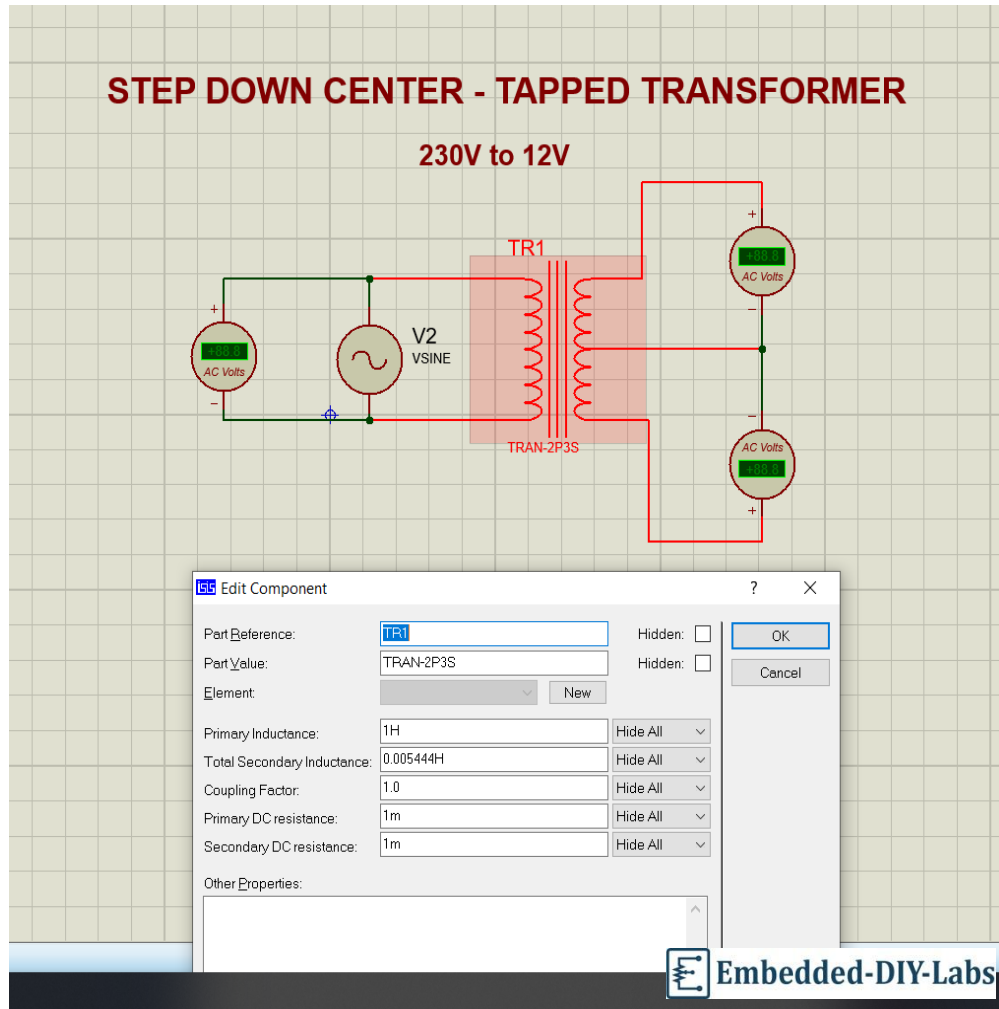 STEP DOWN CENTER - TAPPED TRANSFORMER
230V to 12V
TR1
+88.8
AC Volts
+
-
V2
VSINE
+88.8
AC Volts
+
-
TRAN-2P3S
+
-
AC Volts
+88.8
isis Edit Component ? X
Part Reference: TR1 Hidden: OK
Part Value: TRAN-2P3S Hidden: Cancel
Element: New
Primary Inductance: 1H Hide All
Total Secondary Inductance: 0.005444H Hide All
Coupling Factor: 1.0 Hide All
Primary DC resistance: 1m Hide All
Secondary DC resistance: 1m Hide All
Other Properties:
Embedded-DIY-Labs